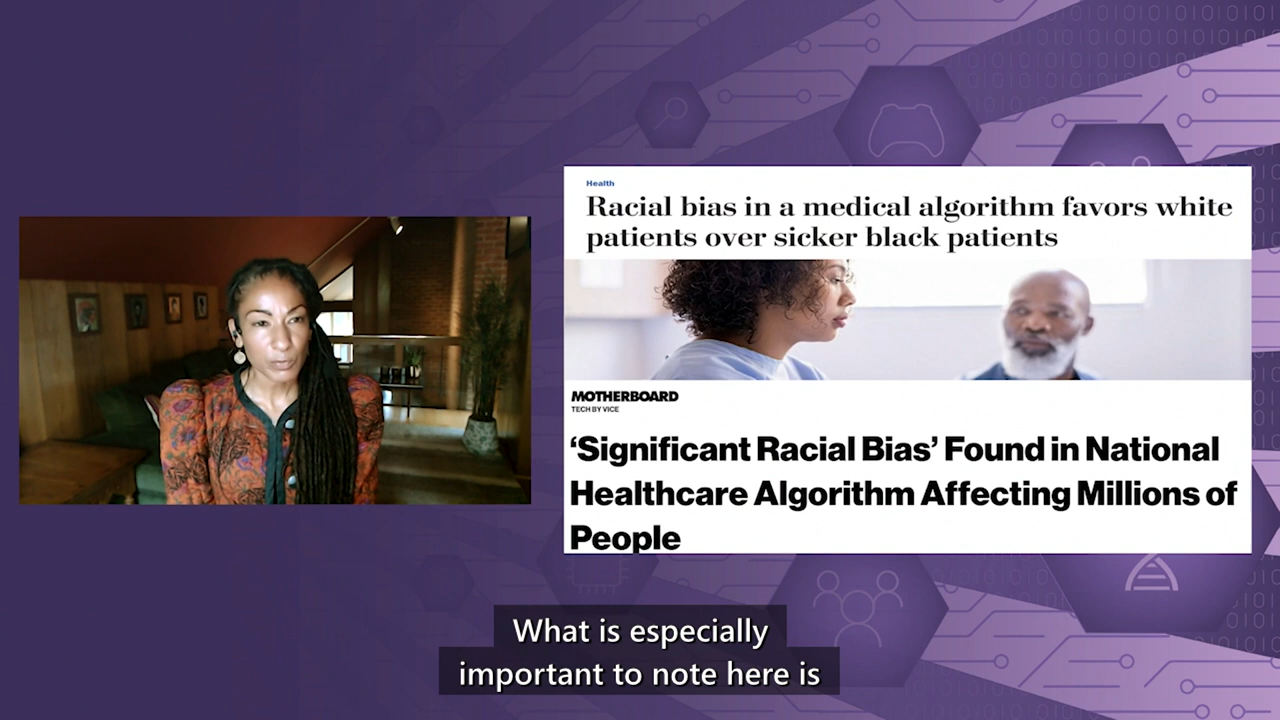 Health
Racial bias in a medical algorithm favors white
patients over sicker black patients
MOTHERBOARD
TECH BY VICE
‘Significant Racial Bias’ Found in National
Healthcare Algorithm Affecting Millions of
People
What is especially
important to note here is